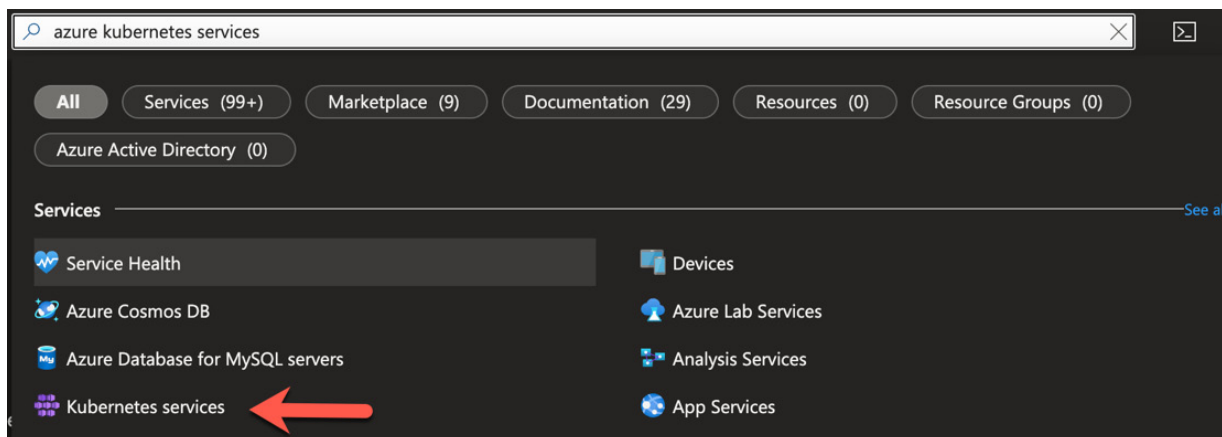 azure kubernetes services
All Services (99+) Marketplace (9) Documentation (29) Resources (0) Resource Groups (0)
Azure Active Directory (0)
Services
See a
Service Health
Devices
Azure Cosmos DB
Azure Lab Services
My
Azure Database for MySQL servers
Analysis Services
Kubernetes services
App Services